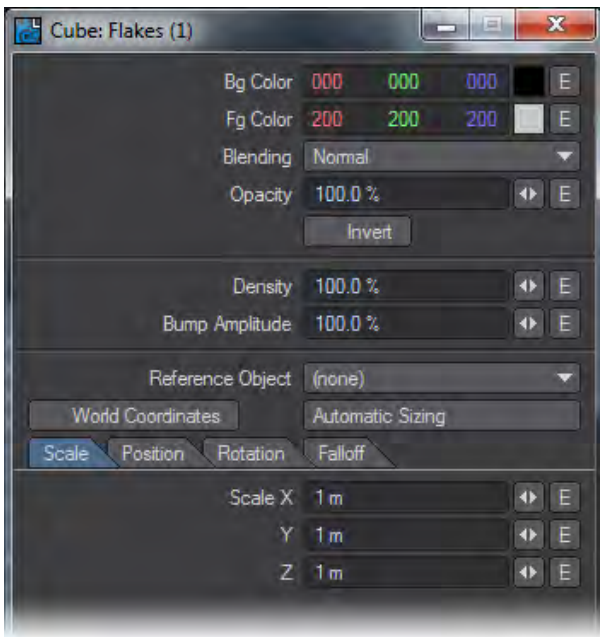 Cube: Flakes (1)
Bg Color 000 000 000 E
Fg Color 200 200 200 E
Blending Normal
Opacity 100.0 % E
Invert
Density 100.0 % E
Bump Amplitude 100.0 % E
Reference Object (none)
World Coordinates Automatic Sizing
Scale Position Rotation Falloff
Scale X 1 m E
Y 1 m E
Z 1 m E